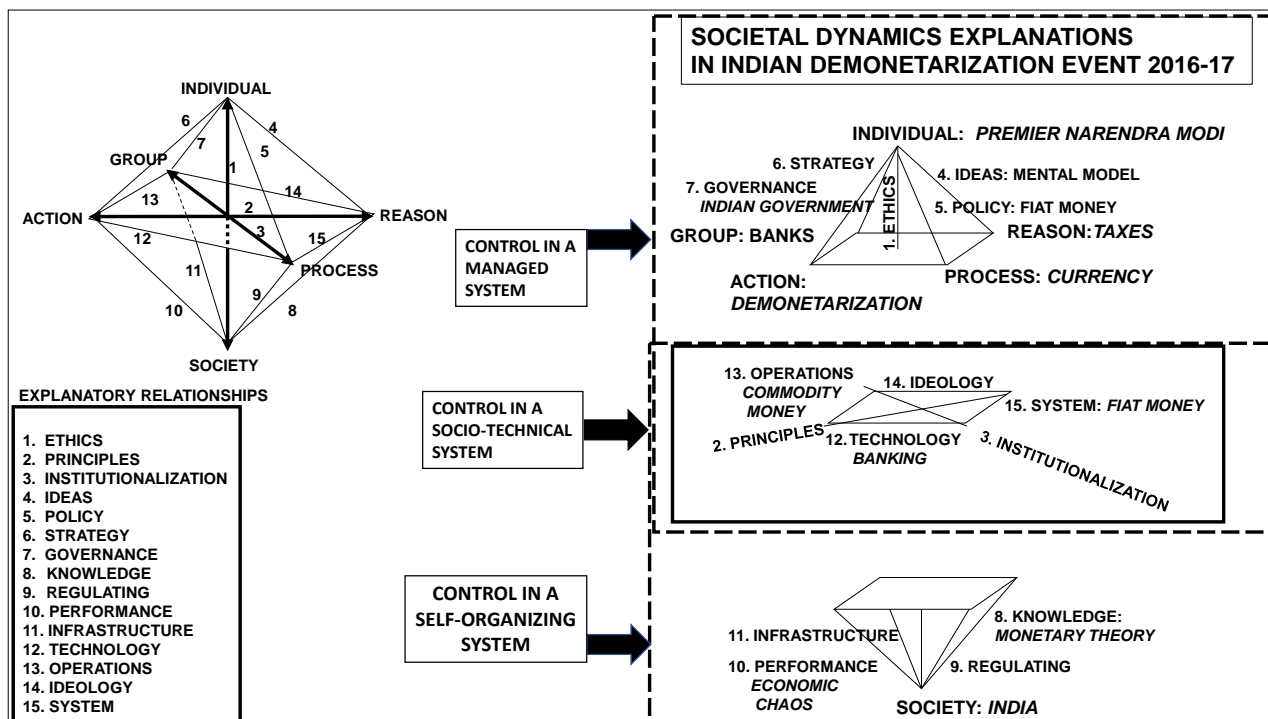 SOCIETAL DYNAMICS EXPLANATIONS
IN INDIAN DEMONETARIZATION EVENT 2016-17
INDIVIDUAL
6
4
7
5
GROUP
1
14
13
2
ACTION
REASON
3
15
12
PROCESS
11
9
10
8
SOCIETY
EXPLANATORY RELATIONSHIPS
1. ETHICS
2. PRINCIPLES
3. INSTITUTIONALIZATION
4. IDEAS
5. POLICY
6. STRATEGY
7. GOVERNANCE
8. KNOWLEDGE
9. REGULATING
10. PERFORMANCE
11. INFRASTRUCTURE
12. TECHNOLOGY
13. OPERATIONS
14. IDEOLOGY
15. SYSTEM
CONTROL IN A
MANAGED
SYSTEM
INDIVIDUAL: PREMIER NARENDRA MODI
6. STRATEGY
4. IDEAS: MENTAL MODEL
7. GOVERNANCE
INDIAN GOVERNMENT
1. ETHICS
5. POLICY: FIAT MONEY
GROUP: BANKS
REASON:TAXES
ACTION:
DEMONETARIZATION
PROCESS: CURRENCY
CONTROL IN A
SOCIO-TECHNICAL
SYSTEM
13. OPERATIONS
COMMODITY
MONEY
14. IDEOLOGY
15. SYSTEM: FIAT MONEY
2. PRINCIPLES
12. TECHNOLOGY
BANKING
3. INSTITUTIONALIZATION
CONTROL IN A
SELF-ORGANIZING
SYSTEM
11. INFRASTRUCTURE
8. KNOWLEDGE:
MONETARY THEORY
10. PERFORMANCE
ECONOMIC
CHAOS
9. REGULATING
SOCIETY: INDIA